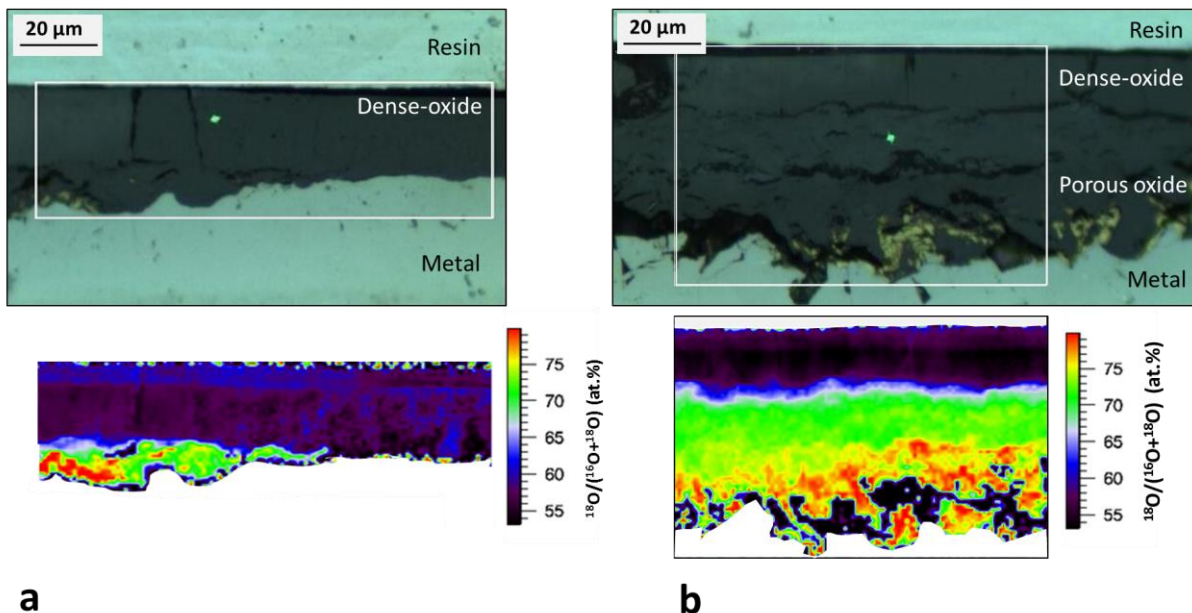 20 µm
Resin
Dense-oxide
Metal
20 µm
Resin
Dense-oxide
Porous oxide
Metal
75
70
65
60
55
¹⁸O/(¹⁶O+¹⁸O) (at.%)
75
70
65
60
55
¹⁸O/(¹⁶O+¹⁸O) (at.%)
a
b